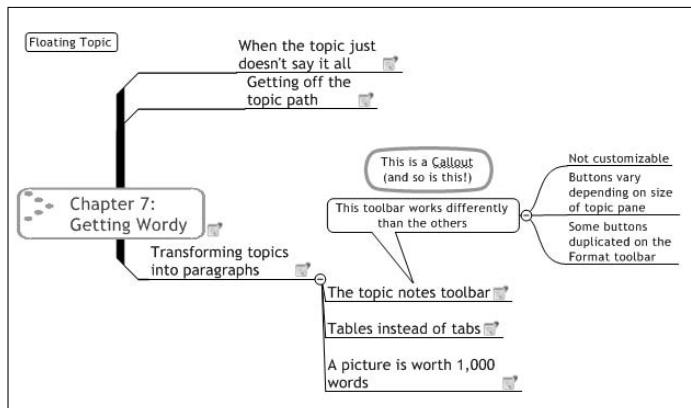 Floating Topic
When the topic just
doesn't say it all
Getting off the
topic path
Chapter 7:
Getting Wordy
Transforming topics
into paragraphs
This is a Callout
(and so is this!)
This toolbar works differently
than the others
Not customizable
Buttons vary
depending on size
of topic pane
Some buttons
duplicated on the
Format toolbar
The topic notes toolbar
Tables instead of tabs
A picture is worth 1,000
words